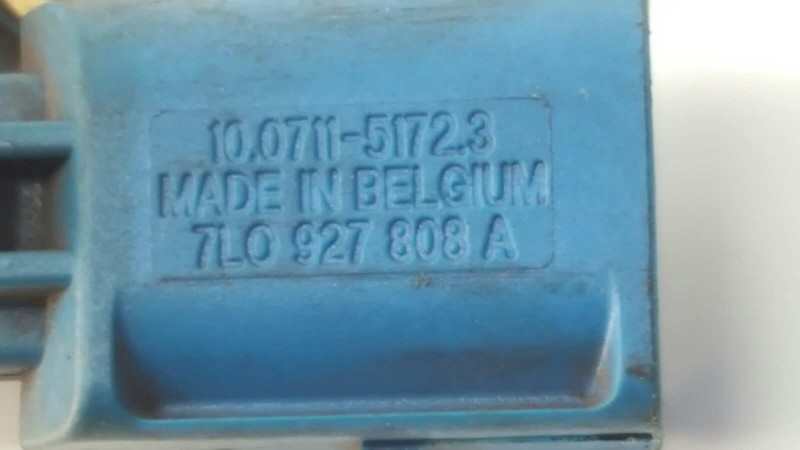 10.0711-5172.3
MADE IN BELGIUM
7L0 927 808 A